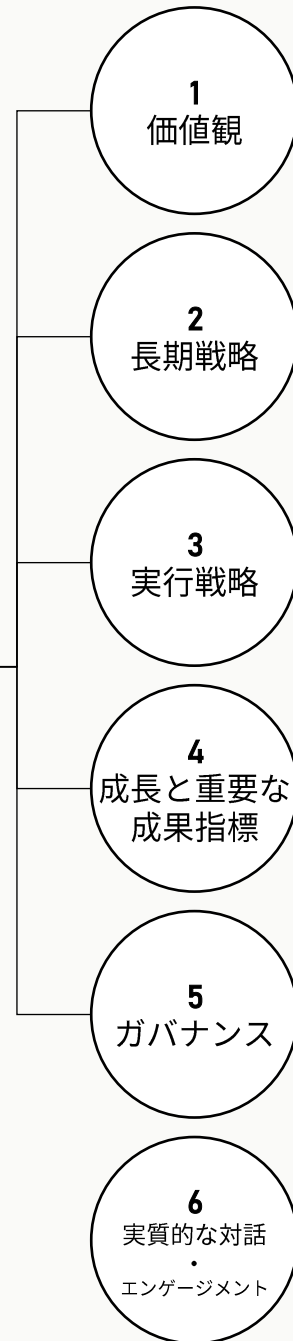 1
価値観
2
長期戦略
3
実行戦略
4
成長と重要な
成果指標
5
ガバナンス
6
実質的な対話
・
エンゲージメント